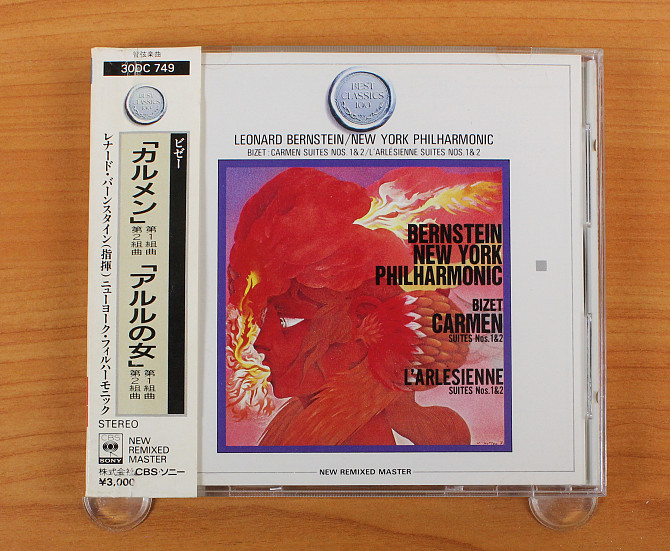 管弦楽曲
30DC 749
BEST
CLASSICS
100
ビゼー
「カルメン」第1組曲 第2組曲 「アルルの女」第1組曲 第2組曲
レナード・バーンスタイン(指揮)ニューヨーク・フィルハーモニック
STEREO
CBS
SONY
NEW
REMIXED
MASTER
株式会社CBS・ソニー
¥3,000
BEST
CLASSICS
100
LEONARD BERNSTEIN/NEW YORK PHILHARMONIC
BIZET: CARMEN SUITES NOS. 1&2/L'ARLÉSIENNE SUITES NOS. 1&2
BERNSTEIN
NEW YORK
PHILHARMONIC
BIZET
CARMEN
SUITES Nos.1&2
L'ARLESIENNE
SUITES Nos.1&2
NEW REMIXED MASTER